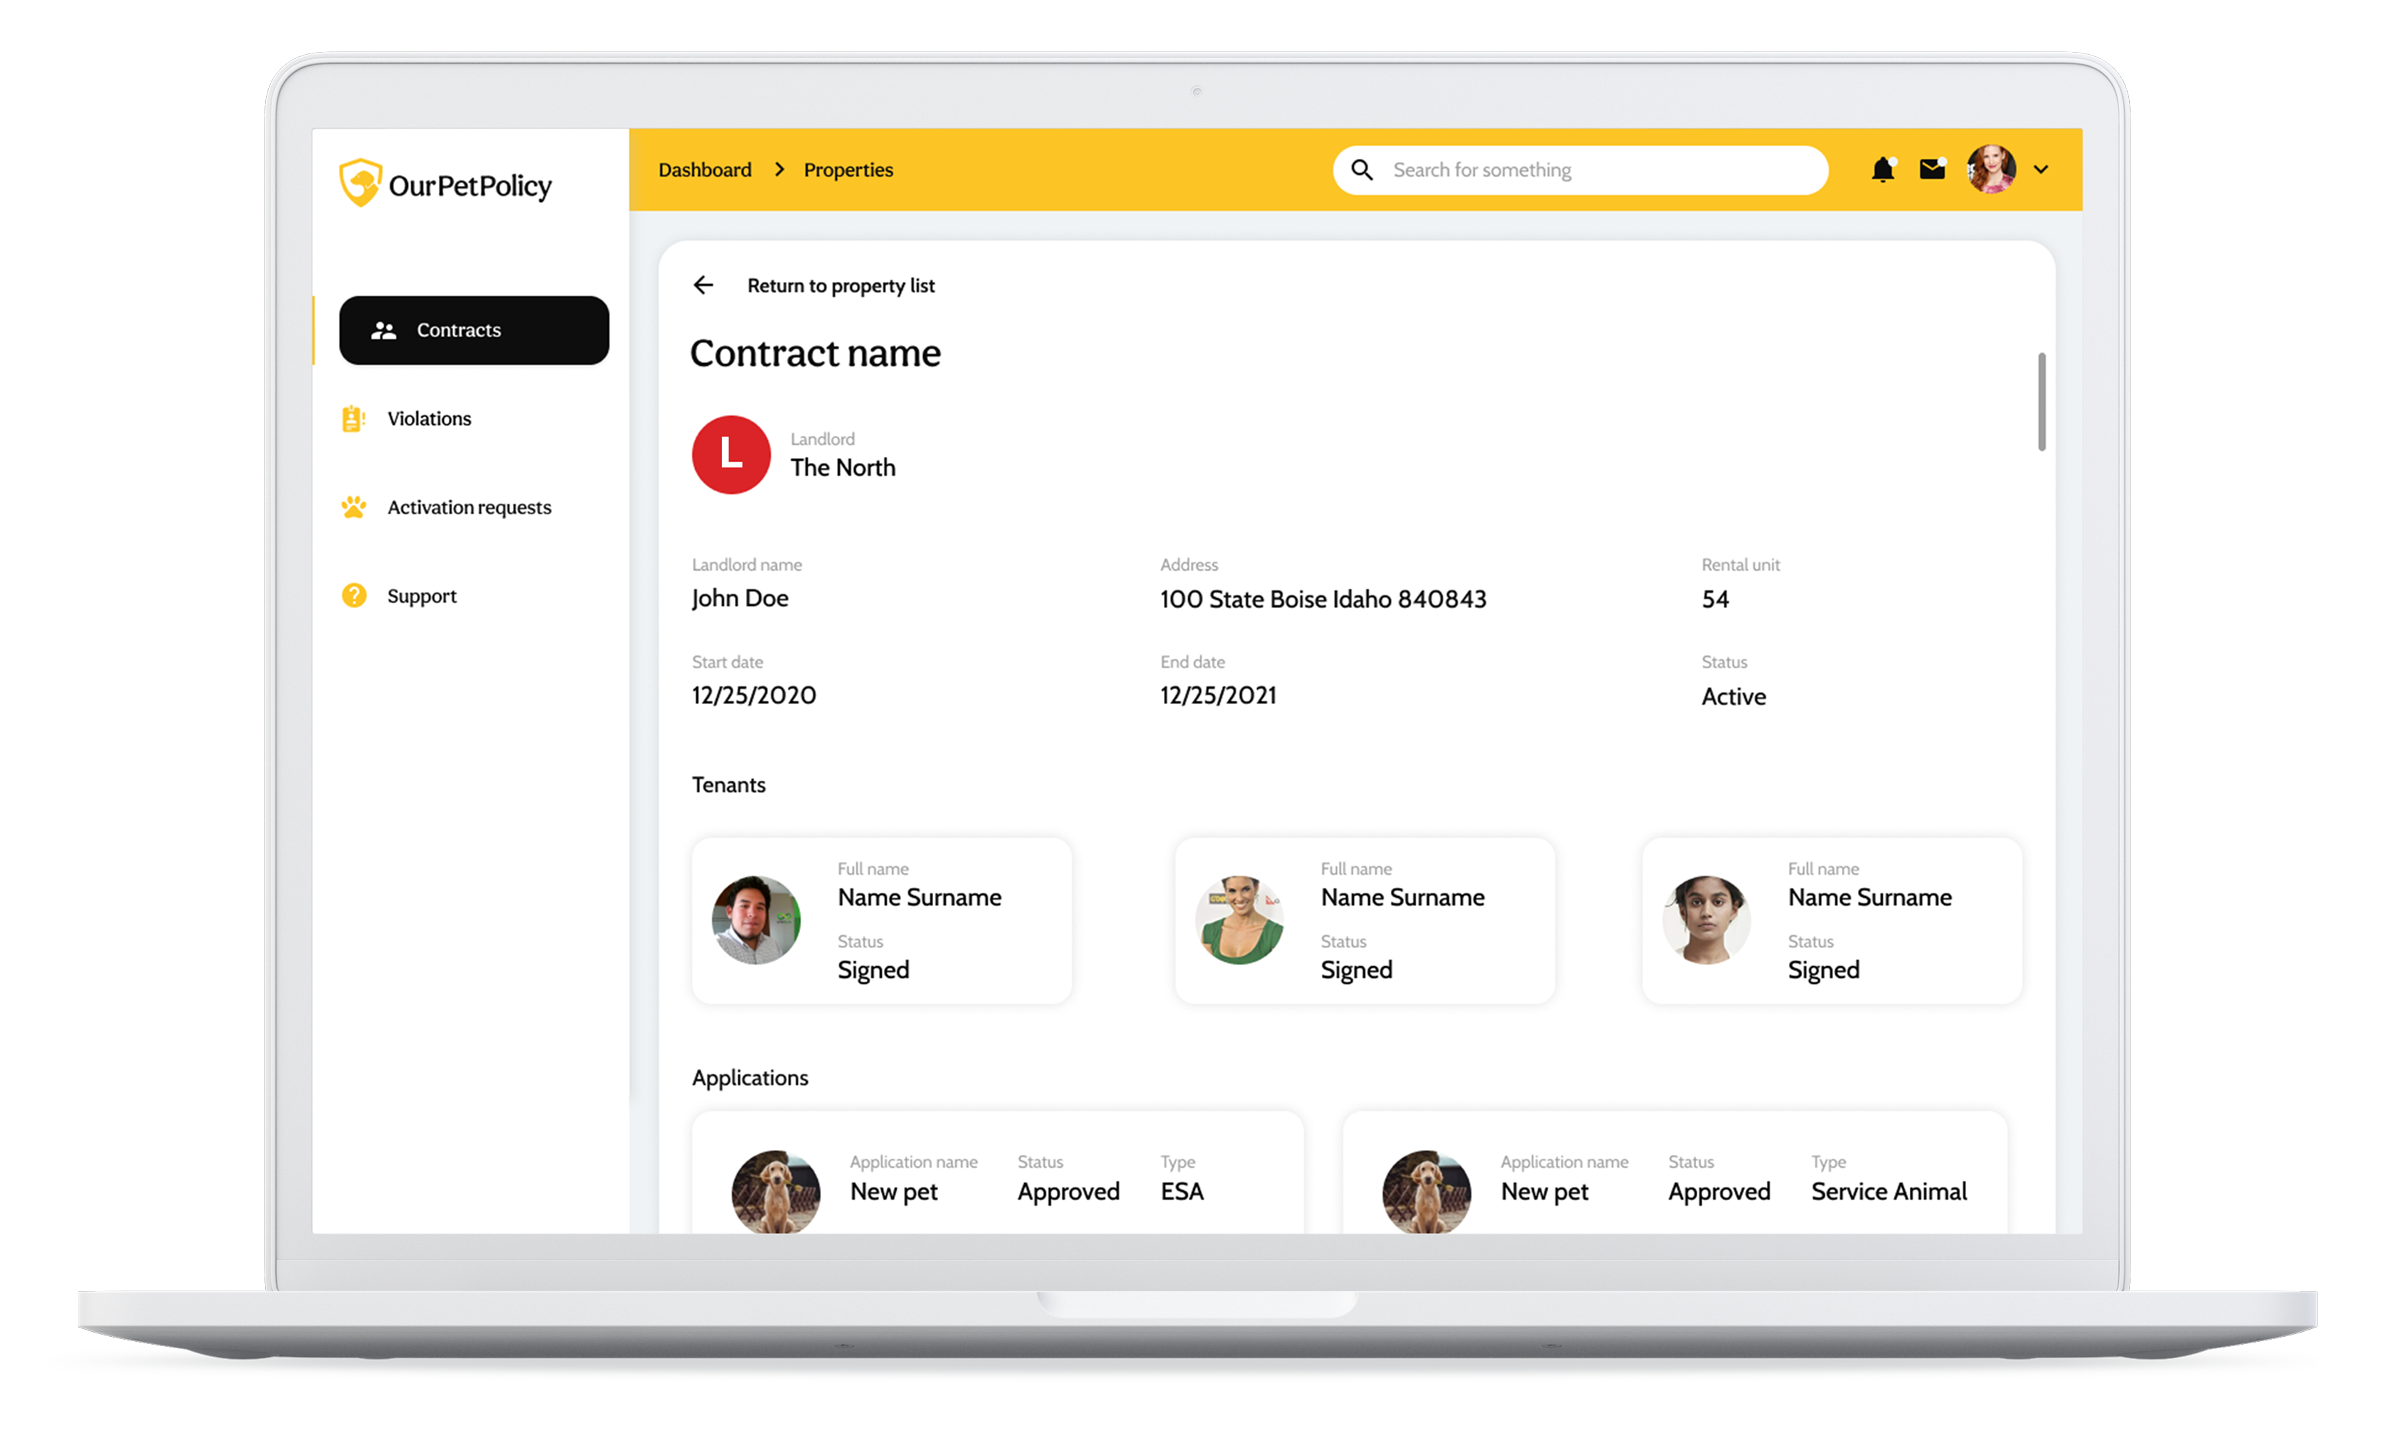 OurPetPolicy
Dashboard > Properties
Search for something
Contracts
Violations
Activation requests
Support
Return to property list
Contract name
L
Landlord
The North
Landlord name
John Doe
Address
100 State Boise Idaho 840843
Rental unit
54
Start date
12/25/2020
End date
12/25/2021
Status
Active
Tenants
Full name
Name Surname
Status
Signed
Full name
Name Surname
Status
Signed
Full name
Name Surname
Status
Signed
Applications
Application name
New pet
Status
Approved
Type
ESA
Application name
New pet
Status
Approved
Type
Service Animal